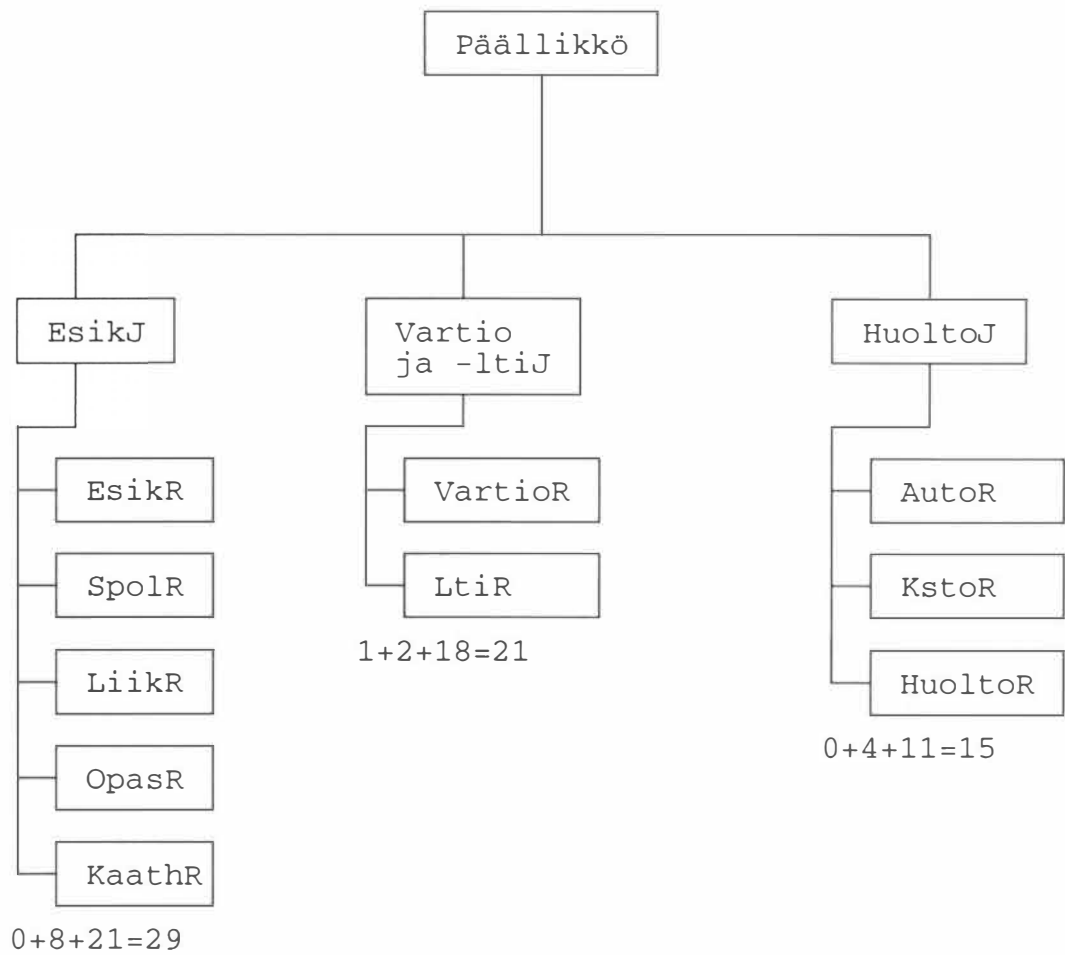 Päällikkö
EsikJ
EsikR
SpolR
LiikR
OpasR
KaathR
0+8+21=29
Vartio
ja -ltiJ
VartioR
LtiR
1+2+18=21
HuoltoJ
AutoR
KstoR
HuoltoR
0+4+11=15